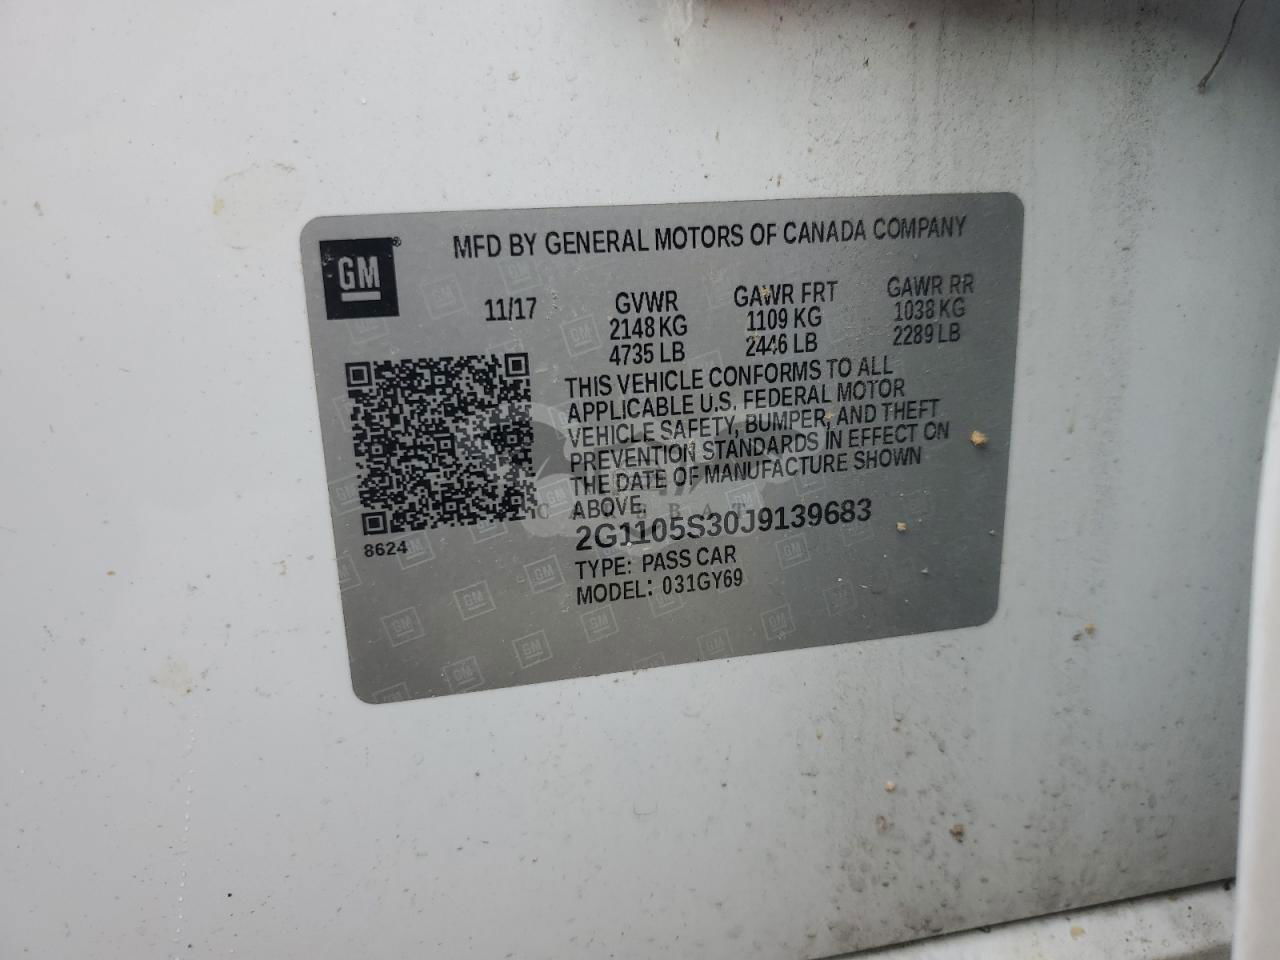 GM®
MFD BY GENERAL MOTORS OF CANADA COMPANY
11/17
GVWR
2148 KG
4735 LB
GAWR FRT
1109 KG
2446 LB
GAWR RR
1038 KG
2289 LB
THIS VEHICLE CONFORMS TO ALL
APPLICABLE U.S. FEDERAL MOTOR
VEHICLE SAFETY, BUMPER, AND THEFT
PREVENTION STANDARDS IN EFFECT ON
THE DATE OF MANUFACTURE SHOWN
ABOVE.
2G1105S30J9139683
TYPE: PASS CAR
MODEL: 031GY69
8624